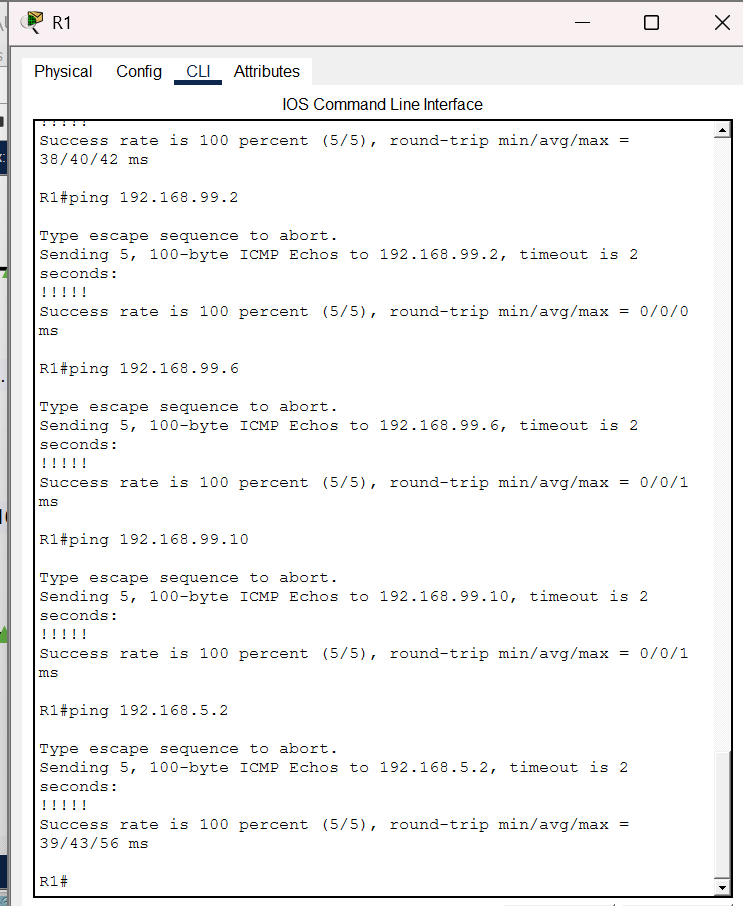 R1
Physical Config CLI Attributes
IOS Command Line Interface
!!!!!
Success rate is 100 percent (5/5), round-trip min/avg/max =
38/40/42 ms
R1#ping 192.168.99.2
Type escape sequence to abort.
Sending 5, 100-byte ICMP Echos to 192.168.99.2, timeout is 2
seconds:
!!!!!
Success rate is 100 percent (5/5), round-trip min/avg/max = 0/0/0
ms
R1#ping 192.168.99.6
Type escape sequence to abort.
Sending 5, 100-byte ICMP Echos to 192.168.99.6, timeout is 2
seconds:
!!!!!
Success rate is 100 percent (5/5), round-trip min/avg/max = 0/0/1
ms
R1#ping 192.168.99.10
Type escape sequence to abort.
Sending 5, 100-byte ICMP Echos to 192.168.99.10, timeout is 2
seconds:
!!!!!
Success rate is 100 percent (5/5), round-trip min/avg/max = 0/0/1
ms
R1#ping 192.168.5.2
Type escape sequence to abort.
Sending 5, 100-byte ICMP Echos to 192.168.5.2, timeout is 2
seconds:
!!!!!
Success rate is 100 percent (5/5), round-trip min/avg/max =
39/43/56 ms
R1#